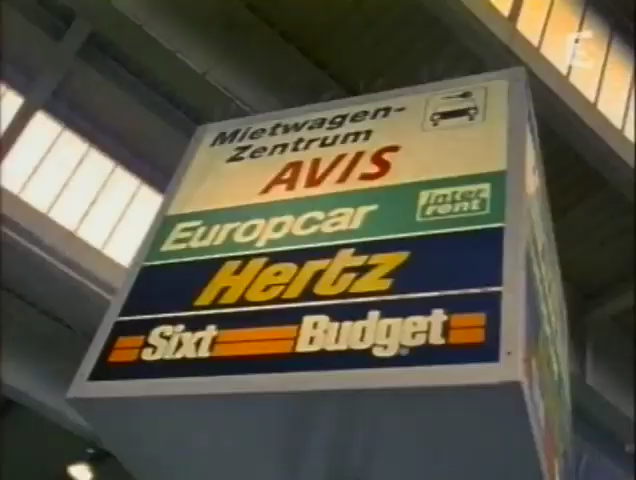 Mietwagen-
Zentrum
AVIS
Europcar
inter
rent
Hertz
Sixt Budget
E